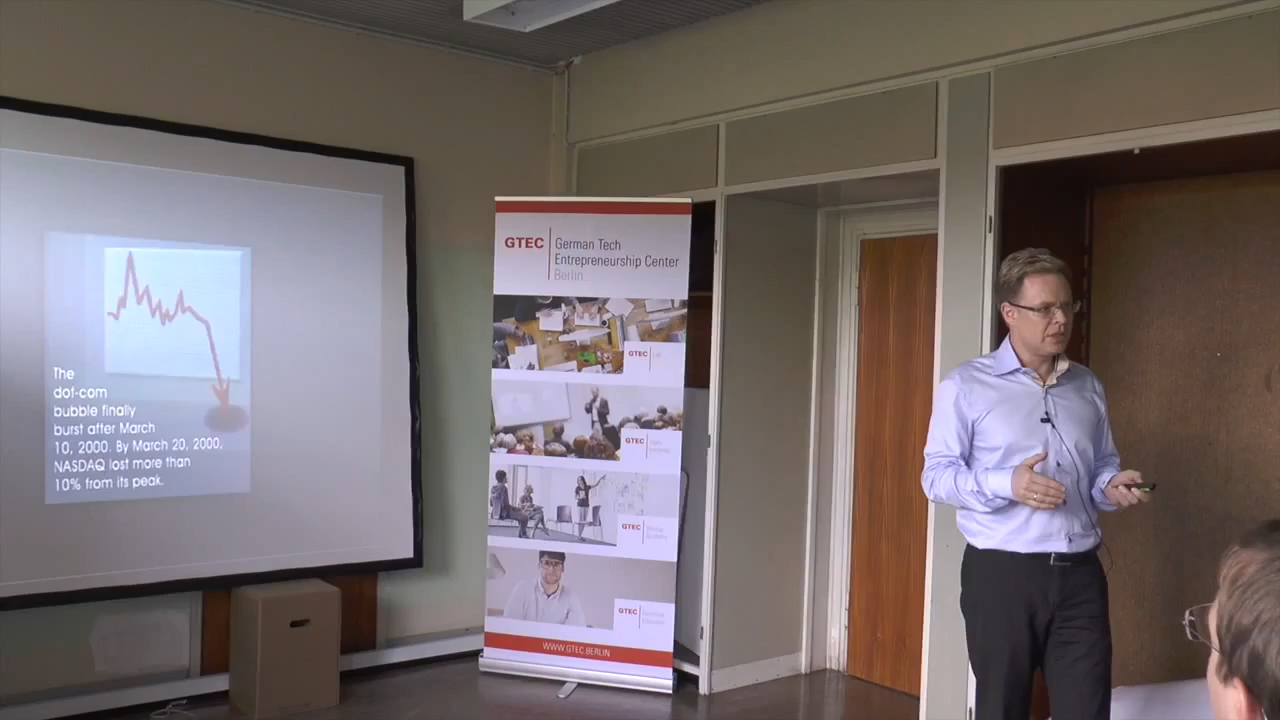 The
dot-com
bubble finally
burst after March
10, 2000. By March 20, 2000,
NASDAQ lost more than
10% from its peak.
GTEC
German Tech
Entrepreneurship Center
Berlin
GTEC
GTEC
GTEC
GTEC
WWW.GTEC.BERLIN